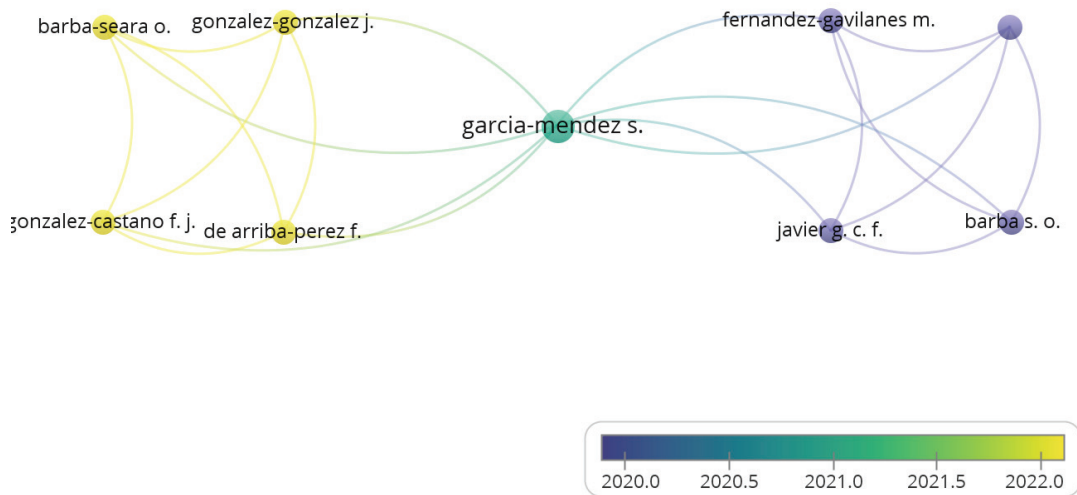 barba-seara o.
gonzalez-gonzalez j.
fernandez-gavilanes m.
garcia-mendez s.
gonzalez-castano f. j.
de arriba-perez f.
javier g. c. f.
barba s. o.
2020.0 2020.5 2021.0 2021.5 2022.0